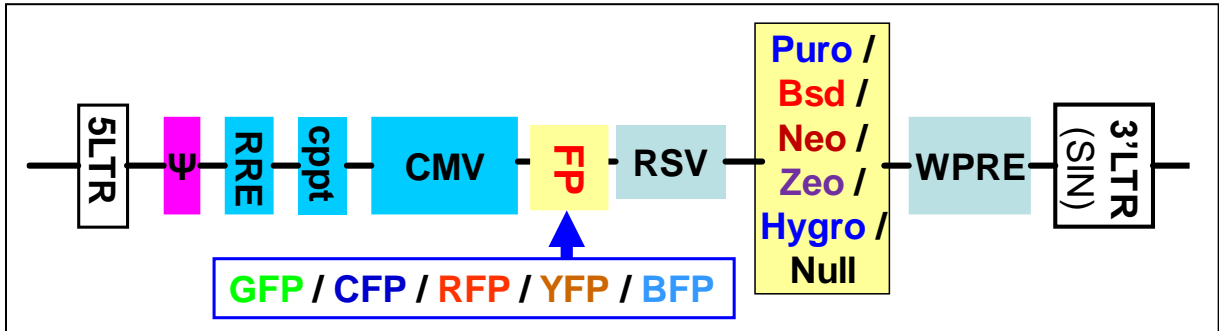 5LTR
Ψ
RRE
cppt
CMV
FP
RSV
Puro /
Bsd /
Neo /
Zeo /
Hygro /
Null
WPRE
3'LTR
(SIN)
GFP / CFP / RFP / YFP / BFP